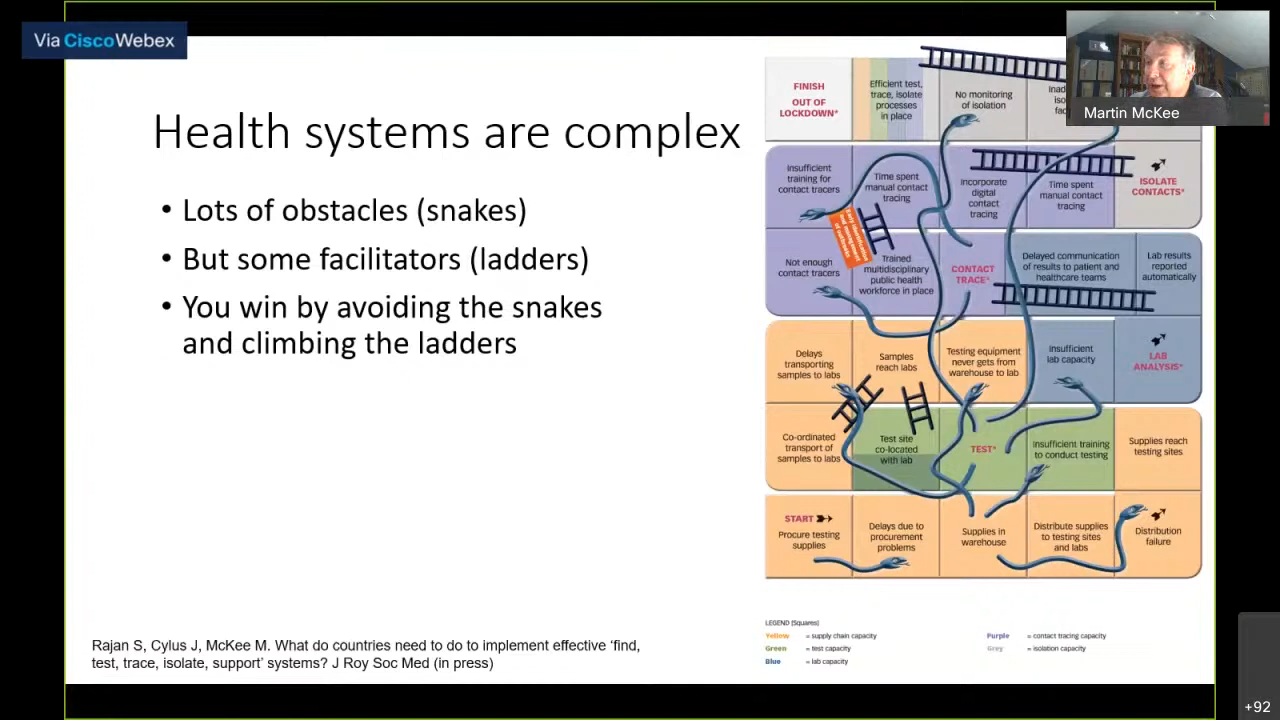 Via CiscoWebex
Martin McKee
Health systems are complex
• Lots of obstacles (snakes)
• But some facilitators (ladders)
• You win by avoiding the snakes
and climbing the ladders
FINISH
OUT OF
LOCKDOWN*
Efficient test,
trace, isolate
processes
in place
No monitoring
of isolation
Insufficient
training for
contact tracers
Time spent
manual contact
tracing
Incorporate
digital
contact
tracing
Time spent
manual contact
tracing
ISOLATE
CONTACTS*
Early identification
and management
of outbreaks
Not enough
contact tracers
Trained
multidisciplinary
public health
workforce in place
CONTACT
TRACE*
Delayed communication
of results to patient and
healthcare teams
Lab results
reported
automatically
Delays
transporting
samples to labs
Samples
reach labs
Testing equipment
never gets from
warehouse to lab
Insufficient
lab capacity
LAB
ANALYSIS*
Co-ordinated
transport of
samples to labs
Test site
co-located
with lab
TEST*
Insufficient training
to conduct testing
Supplies reach
testing sites
START
Procure testing
supplies
Delays due to
procurement
problems
Supplies in
warehouse
Distribute supplies
to testing sites
and labs
Distribution
failure
LEGEND (Squares)
Yellow = supply chain capacity
Green = test capacity
Blue = lab capacity
Purple = contact tracing capacity
Grey = isolation capacity
Rajan S, Cylus J, McKee M. What do countries need to do to implement effective ‘find,
test, trace, isolate, support’ systems? J Roy Soc Med (in press)
+92